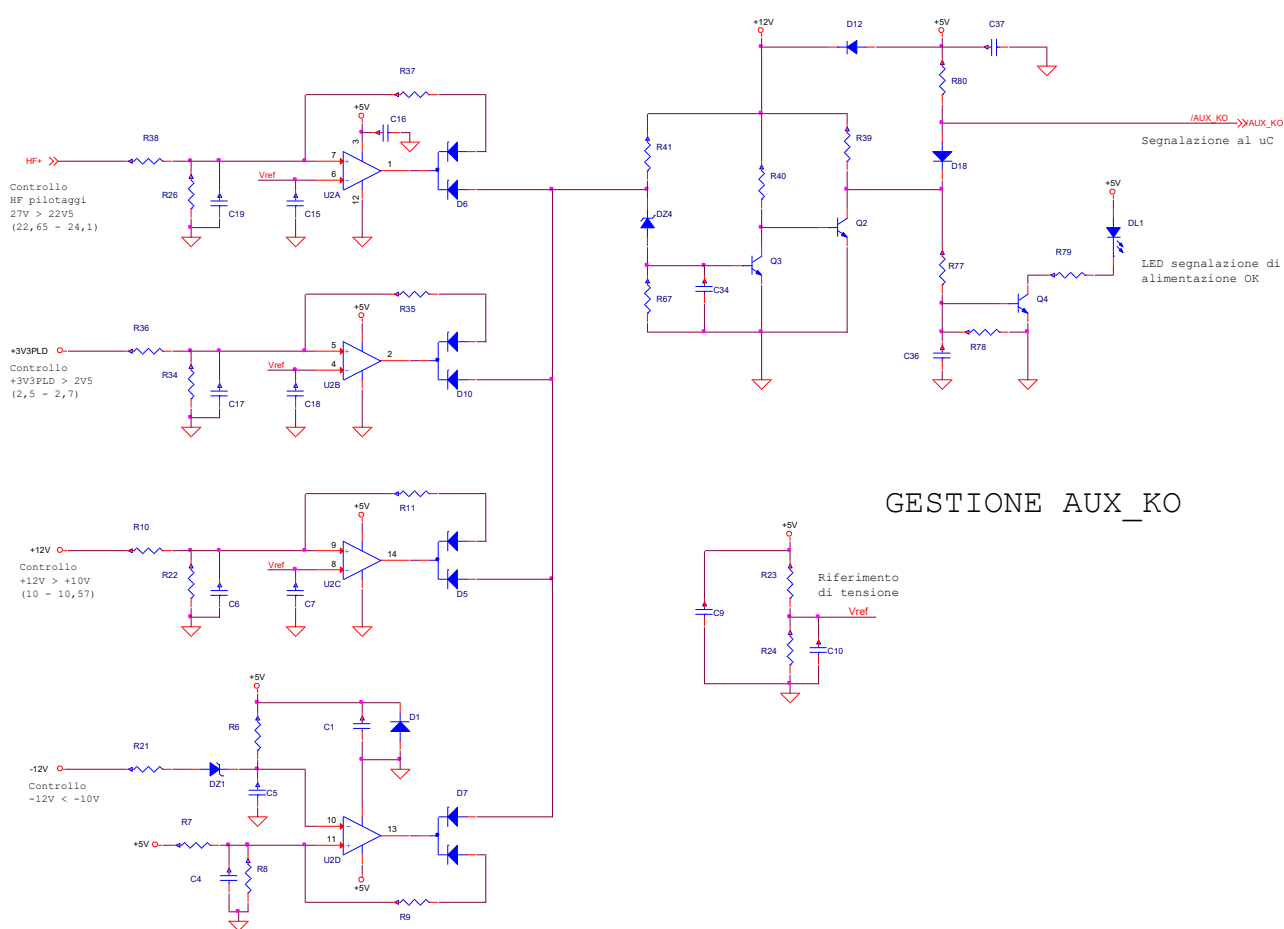 +12V
D12
+5V
C37
R80
/AUX_KO
/AUX_KO
Segnalazione al uC
R37
+5V
C16
R38
HF+
Controllo
HF pilotaggi
27V > 22V5
(22,65 - 24,1)
R26
C19
Vref
C15
7
6
3
12
1
U2A
D6
R41
R40
R39
DZ4
Q2
Q3
R67
C34
D18
+5V
DL1
LED segnalazione di
alimentazione OK
R77
R79
Q4
R78
C36
R35
+5V
R36
+3V3PLD
Controllo
+3V3PLD > 2V5
(2,5 - 2,7)
R34
C17
Vref
C18
5
4
2
U2B
D10
GESTIONE AUX_KO
R11
+5V
R10
+12V
Controllo
+12V > +10V
(10 - 10,57)
R22
C6
Vref
C7
9
8
14
U2C
D5
+5V
R23
Riferimento
di tensione
Vref
C9
R24
C10
+5V
R6
C1
D1
R21
-12V
Controllo
-12V < -10V
DZ1
C5
D7
R7
+5V
10
11
13
U2D
C4
R8
+5V
R9